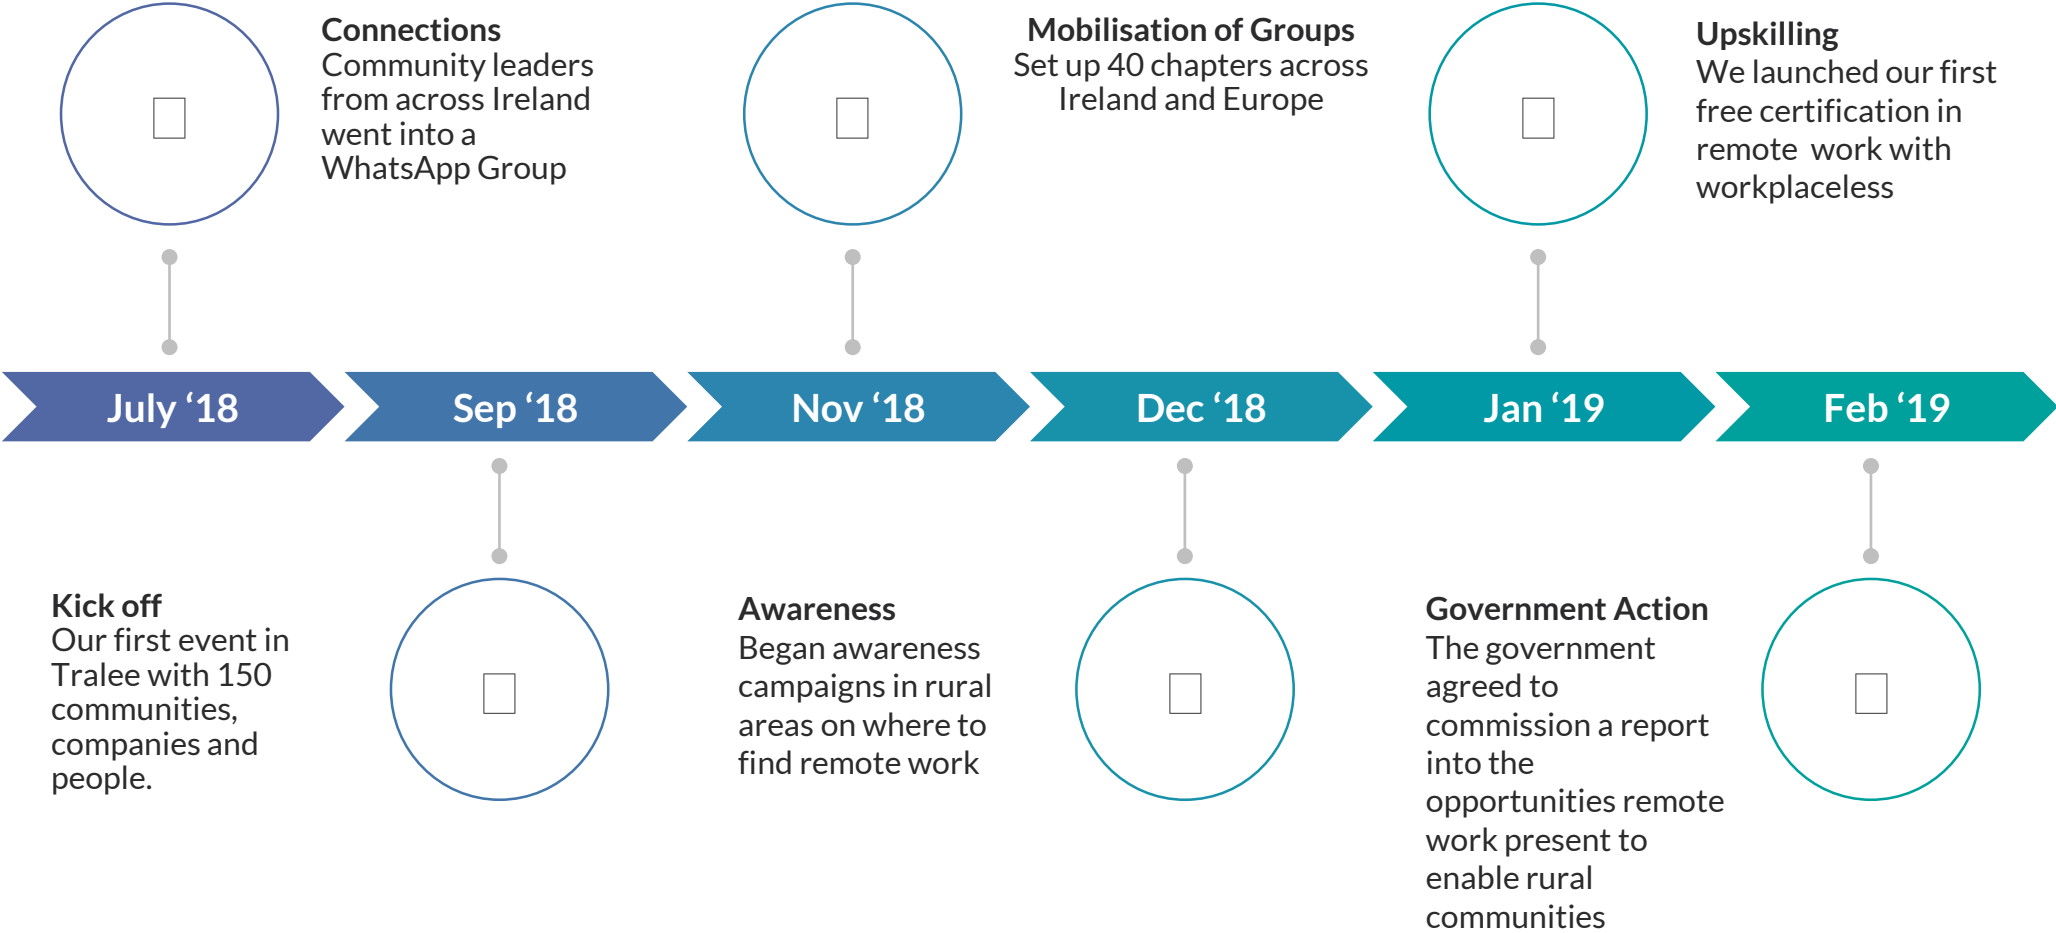 Connections
Community leaders
from across Ireland
went into a
WhatsApp Group
Mobilisation of Groups
Set up 40 chapters across
Ireland and Europe
Upskilling
We launched our first
free certification in
remote  work with
workplaceless
July ‘18
Sep ‘18
Nov ‘18
Dec ‘18
Jan ‘19
Feb ‘19
Kick off
Our first event in
Tralee with 150
communities,
companies and
people.
Awareness
Began awareness
campaigns in rural
areas on where to
find remote work
Government Action
The government
agreed to
commission a report
into the
opportunities remote
work present to
enable rural
communities